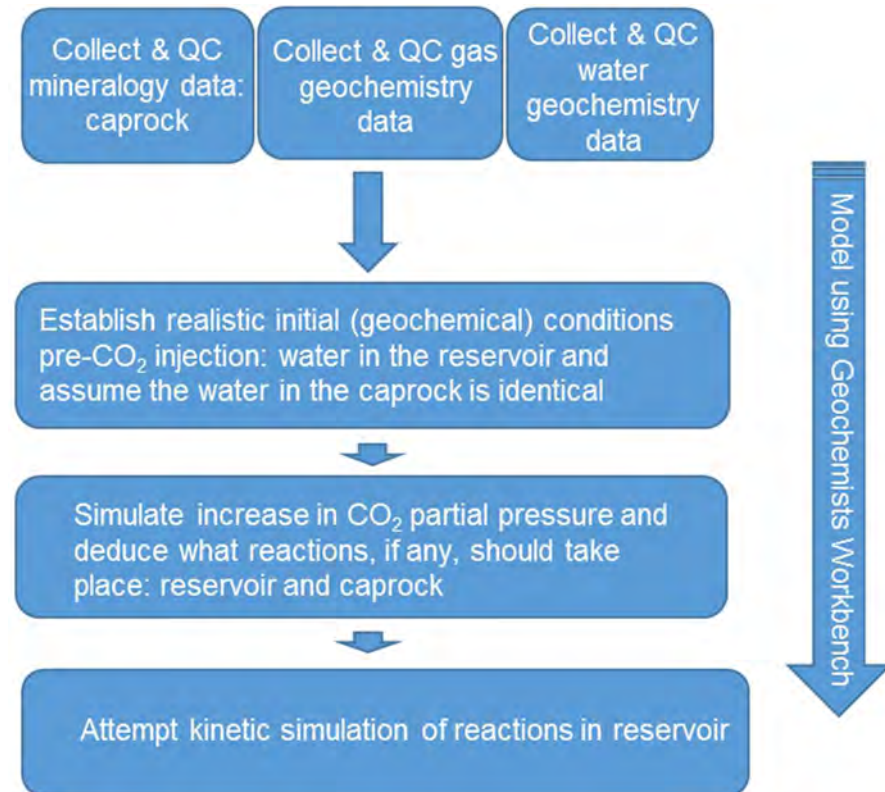 Collect & QC
mineralogy data:
caprock
Collect & QC gas
geochemistry
data
Collect & QC
water
geochemistry
data
Establish realistic initial (geochemical) conditions
pre-CO₂ injection: water in the reservoir and
assume the water in the caprock is identical
Simulate increase in CO₂ partial pressure and
deduce what reactions, if any, should take
place: reservoir and caprock
Attempt kinetic simulation of reactions in reservoir
Model using Geochemists Workbench